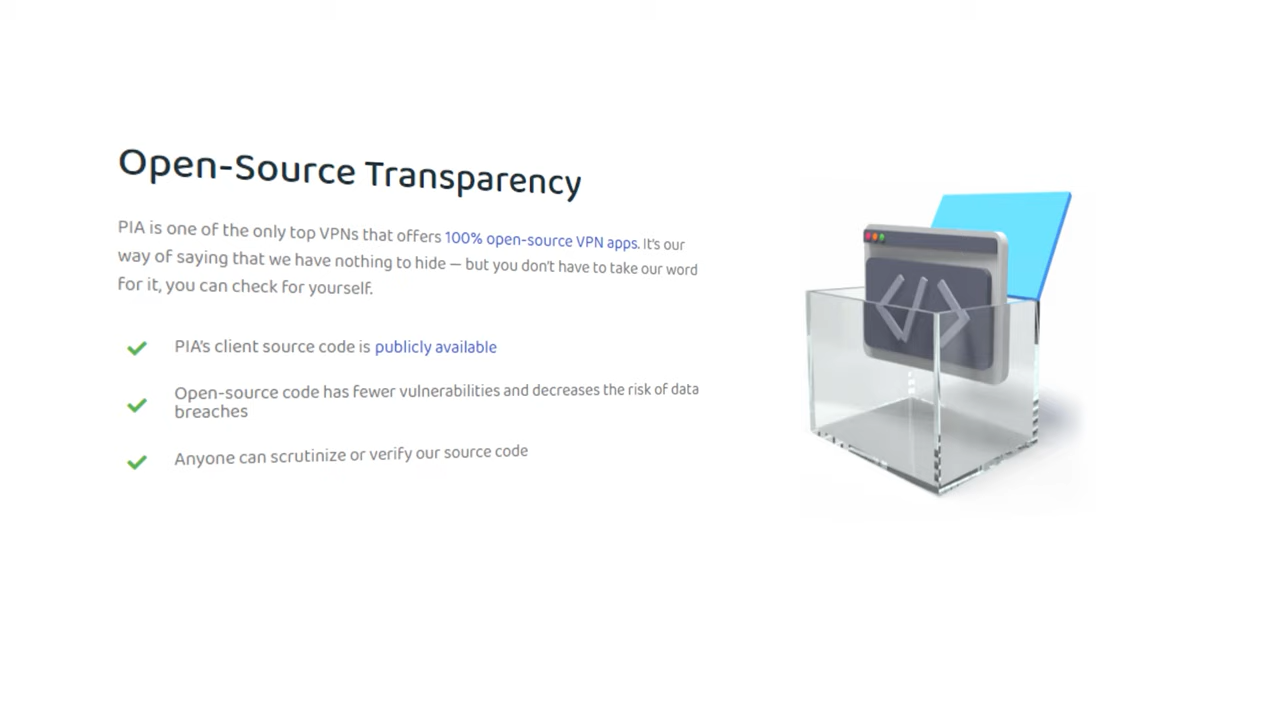 Open-Source Transparency
PIA is one of the only top VPNs that offers 100% open-source VPN apps. It's our
way of saying that we have nothing to hide — but you don't have to take our word
for it, you can check for yourself.
PIA's client source code is publicly available
Open-source code has fewer vulnerabilities and decreases the risk of data
breaches
Anyone can scrutinize or verify our source code